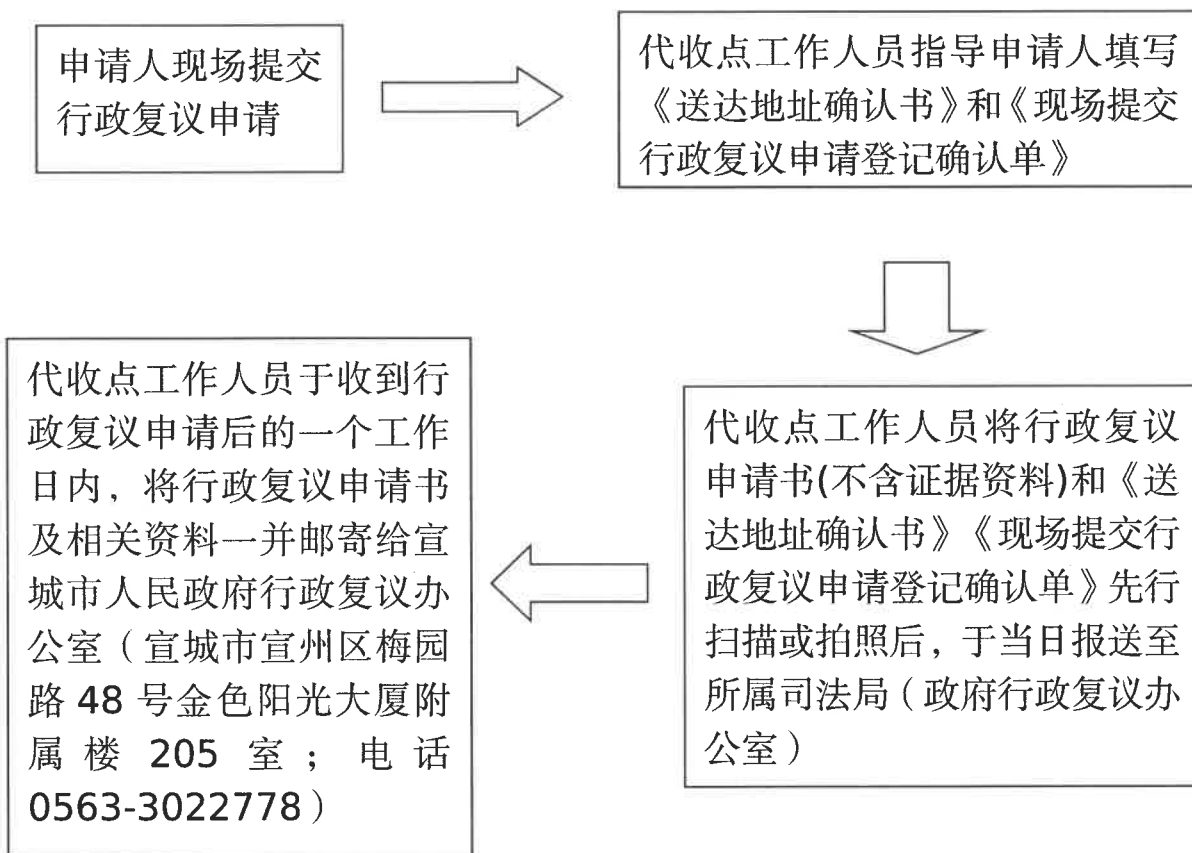 申请人现场提交
行政复议申请
代收点工作人员指导申请人填写
《送达地址确认书》和《现场提交
行政复议申请登记确认单》
代收点工作人员将行政复议
申请书(不含证据资料)和《送
达地址确认书》《现场提交行
政复议申请登记确认单》先行
扫描或拍照后，于当日报送至
所属司法局（政府行政复议办
公室）
代收点工作人员于收到行
政复议申请后的一个工作
日内，将行政复议申请书
及相关资料一并邮寄给宣
城市人民政府行政复议办
公室（宣城市宣州区梅园
路 48 号金色阳光大厦附
属楼 205 室；电话
0563-3022778）